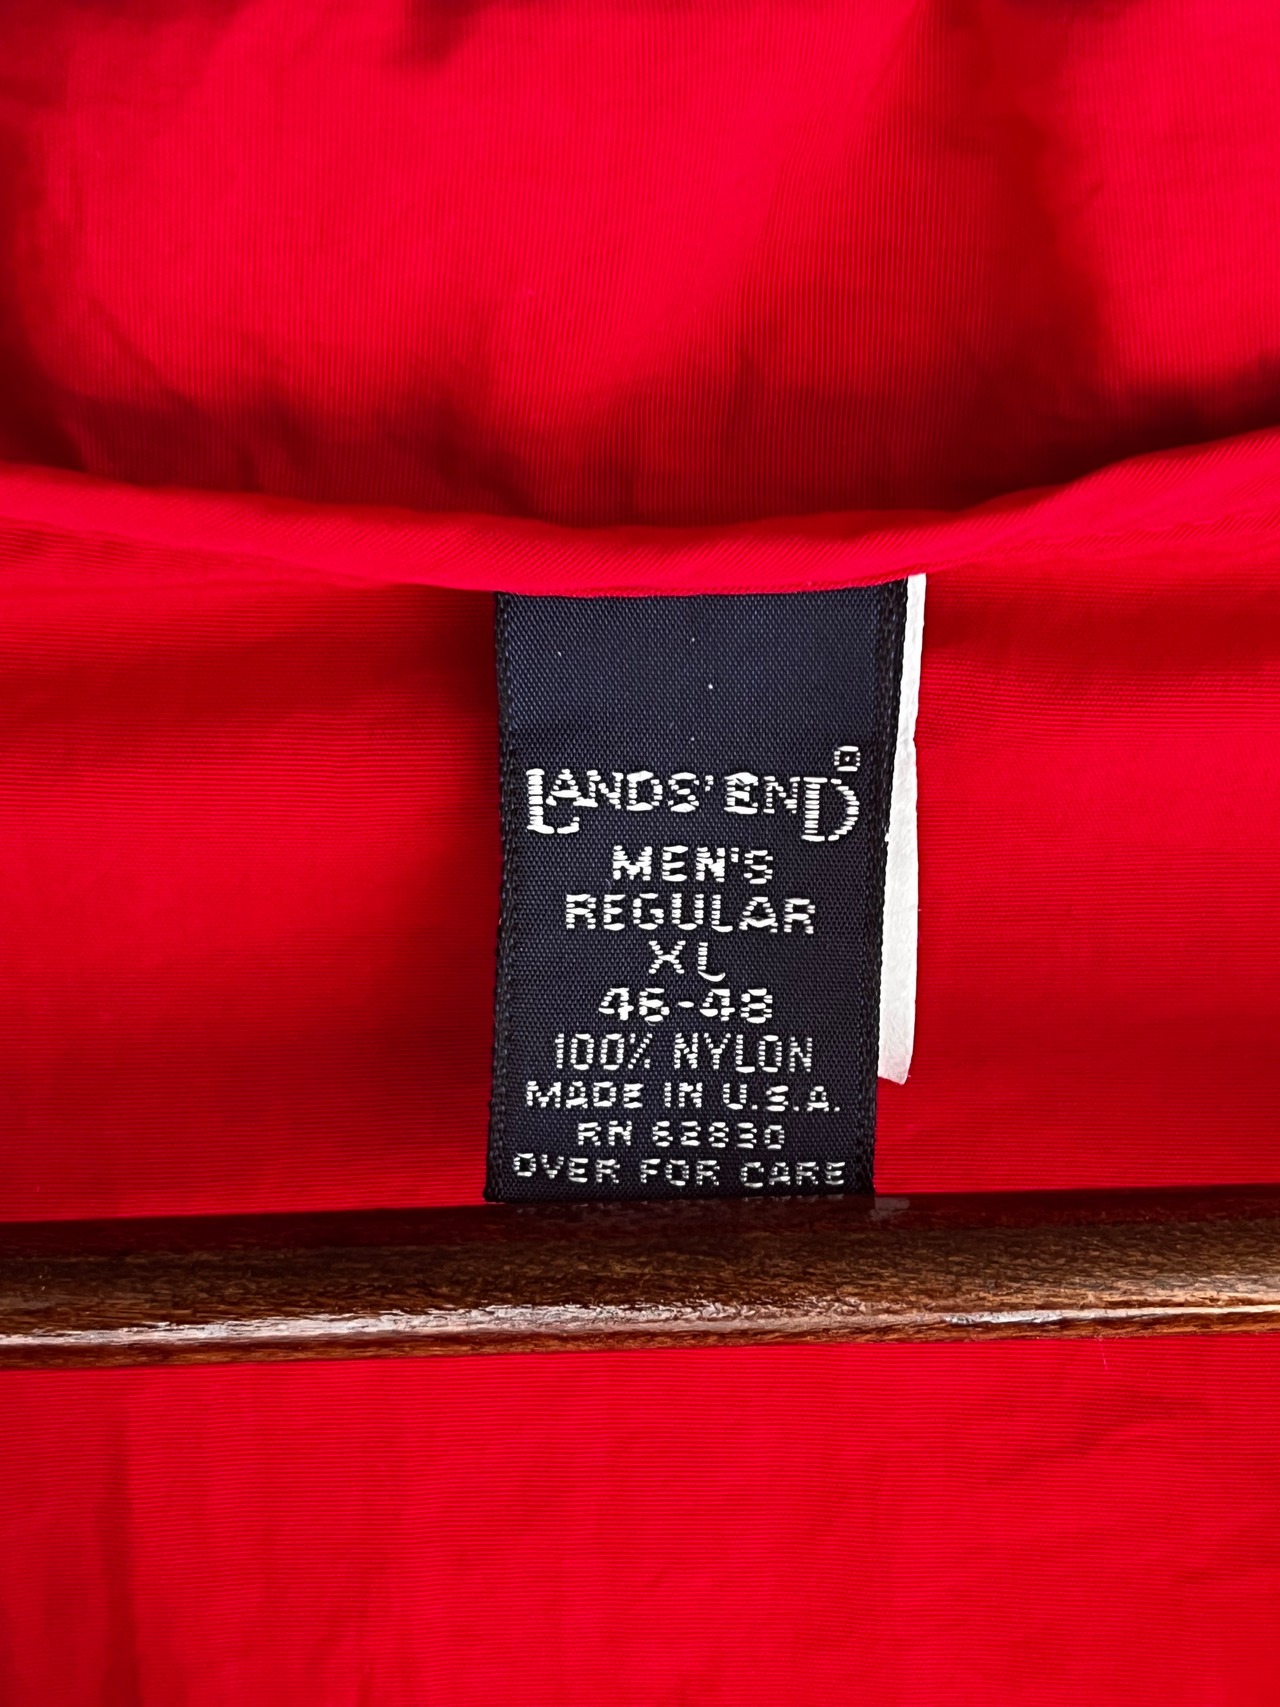 LANDS' END
MEN'S
REGULAR
XL
46-48
100% NYLON
MADE IN U.S.A.
RN 62830
OVER FOR CARE